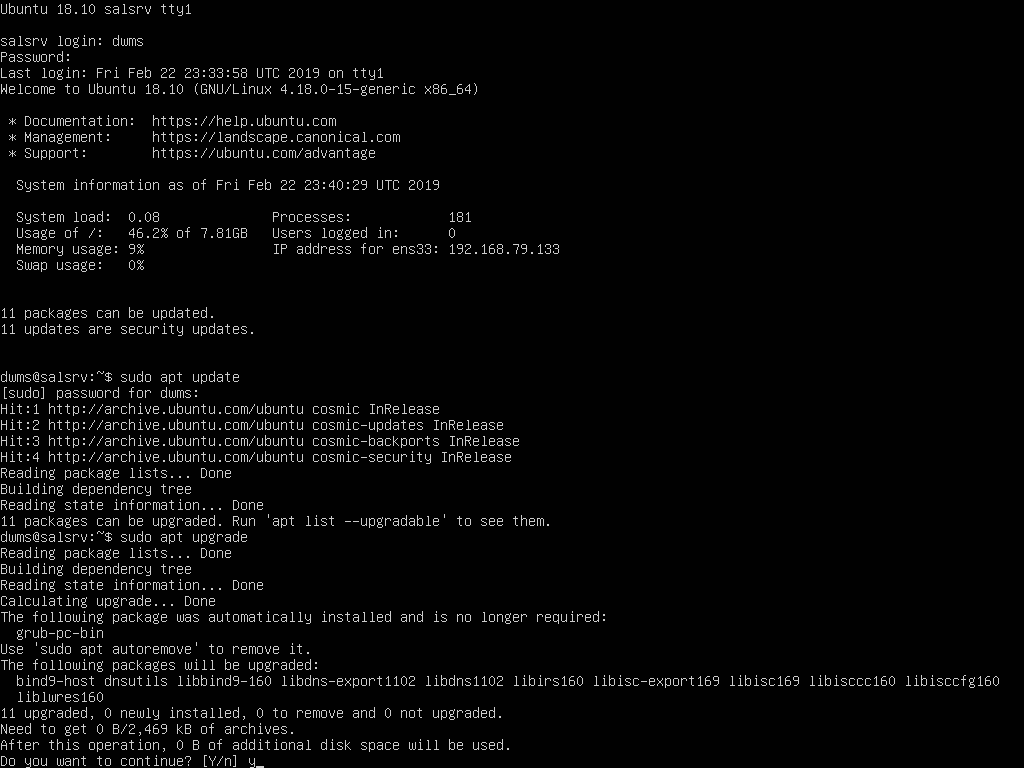 Ubuntu 18.10 salsrv tty1
salsrv login: dwms
Password:
Last login: Fri Feb 22 23:33:58 UTC 2019 on tty1
Welcome to Ubuntu 18.10 (GNU/Linux 4.18.0-15-generic x86_64)
* Documentation:  https://help.ubuntu.com
* Management:     https://landscape.canonical.com
* Support:        https://ubuntu.com/advantage
System information as of Fri Feb 22 23:40:29 UTC 2019
System load:  0.08              Processes:            181
Usage of /:   46.2% of 7.81GB   Users logged in:      0
Memory usage: 9%                IP address for ens33: 192.168.79.133
Swap usage:   0%
11 packages can be updated.
11 updates are security updates.
dwms@salsrv:~$ sudo apt update
[sudo] password for dwms:
Hit:1 http://archive.ubuntu.com/ubuntu cosmic InRelease
Hit:2 http://archive.ubuntu.com/ubuntu cosmic-updates InRelease
Hit:3 http://archive.ubuntu.com/ubuntu cosmic-backports InRelease
Hit:4 http://archive.ubuntu.com/ubuntu cosmic-security InRelease
Reading package lists... Done
Building dependency tree
Reading state information... Done
11 packages can be upgraded. Run 'apt list --upgradable' to see them.
dwms@salsrv:~$ sudo apt upgrade
Reading package lists... Done
Building dependency tree
Reading state information... Done
Calculating upgrade... Done
The following package was automatically installed and is no longer required:
  grub-pc-bin
Use 'sudo apt autoremove' to remove it.
The following packages will be upgraded:
  bind9-host dnsutils libbind9-160 libdns-export1102 libdns1102 libirs160 libisc-export169 libisc169 libisccc160 libisccfg160
  liblwres160
11 upgraded, 0 newly installed, 0 to remove and 0 not upgraded.
Need to get 0 B/2,469 kB of archives.
After this operation, 0 B of additional disk space will be used.
Do you want to continue? [Y/n] y_